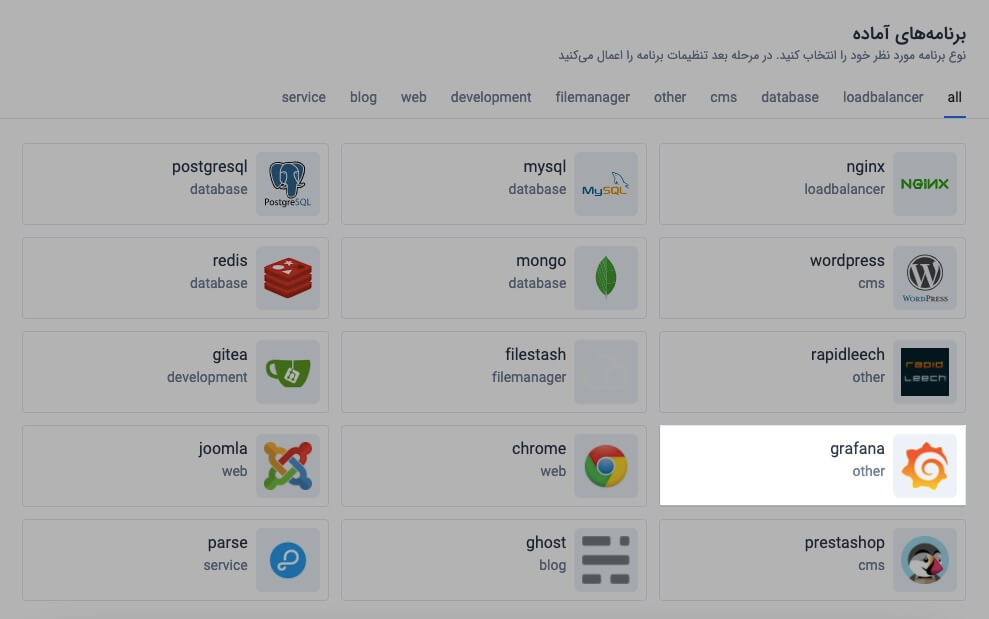 برنامه‌های آماده
نوع برنامه مورد نظر خود را انتخاب کنید. در مرحله بعد تنظیمات برنامه را اعمال می‌کنید
all
loadbalancer
database
cms
other
filemanager
development
web
blog
service
nginx
loadbalancer
NGINX
mysql
database
MySQL
postgresql
database
PostgreSQL
wordpress
cms
WORDPRESS
mongo
database
redis
database
rapidleech
other
RAPID
LEECH
filestash
filemanager
gitea
development
grafana
other
chrome
web
joomla
web
prestashop
cms
ghost
blog
parse
service